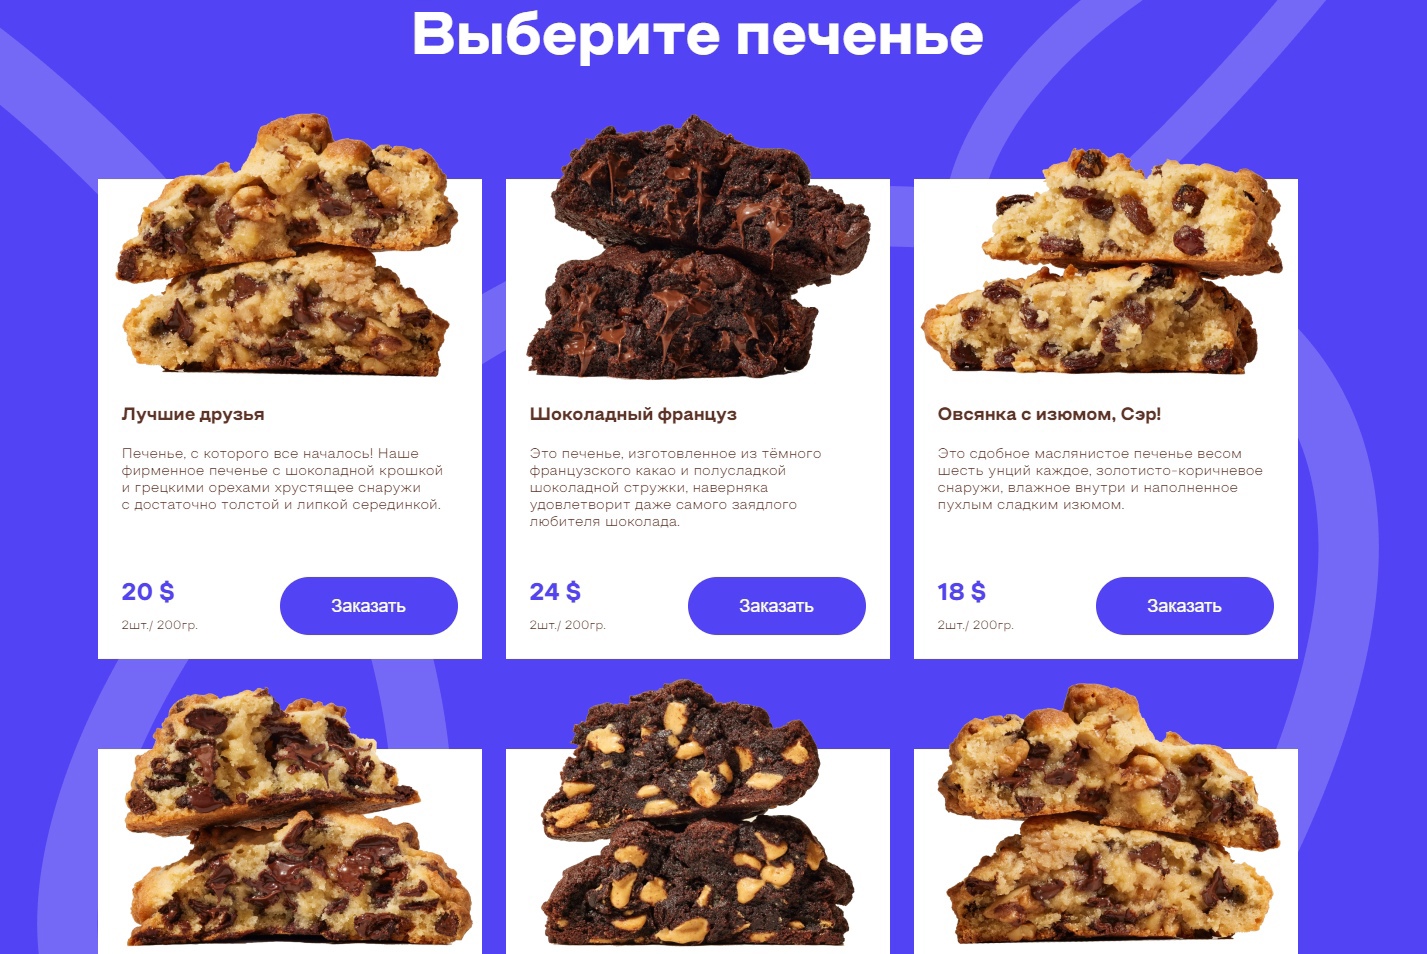 Выберите печенье
Лучшие друзья
Печенье, с которого все началось! Наше
фирменное печенье с шоколадной крошкой
и грецкими орехами хрустящее снаружи
с достаточно толстой и липкой серединкой.
20 $
2шт./ 200гр.
Заказать
Шоколадный француз
Это печенье, изготовленное из тёмного
французского какао и полусладкой
шоколадной стружки, наверняка
удовлетворит даже самого заядлого
любителя шоколада.
24 $
2шт./ 200гр.
Заказать
Овсянка с изюмом, Сэр!
Это сдобное маслянистое печенье весом
шесть унций каждое, золотисто-коричневое
снаружи, влажное внутри и наполненное
пухлым сладким изюмом.
18 $
2шт./ 200гр.
Заказать